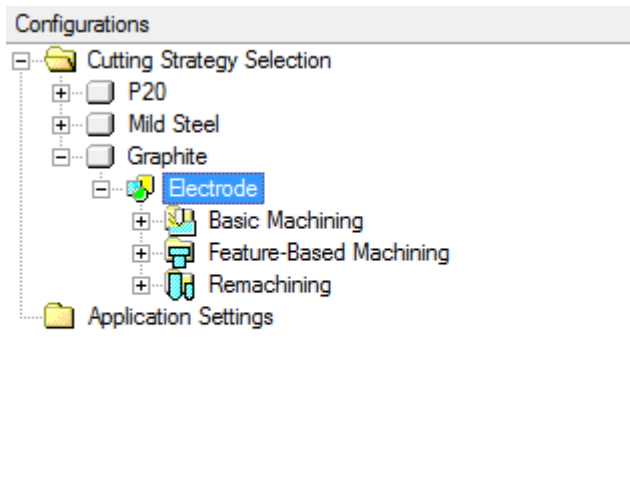 Configurations
Cutting Strategy Selection
P20
Mild Steel
Graphite
Electrode
Basic Machining
Feature-Based Machining
Remachining
Application Settings